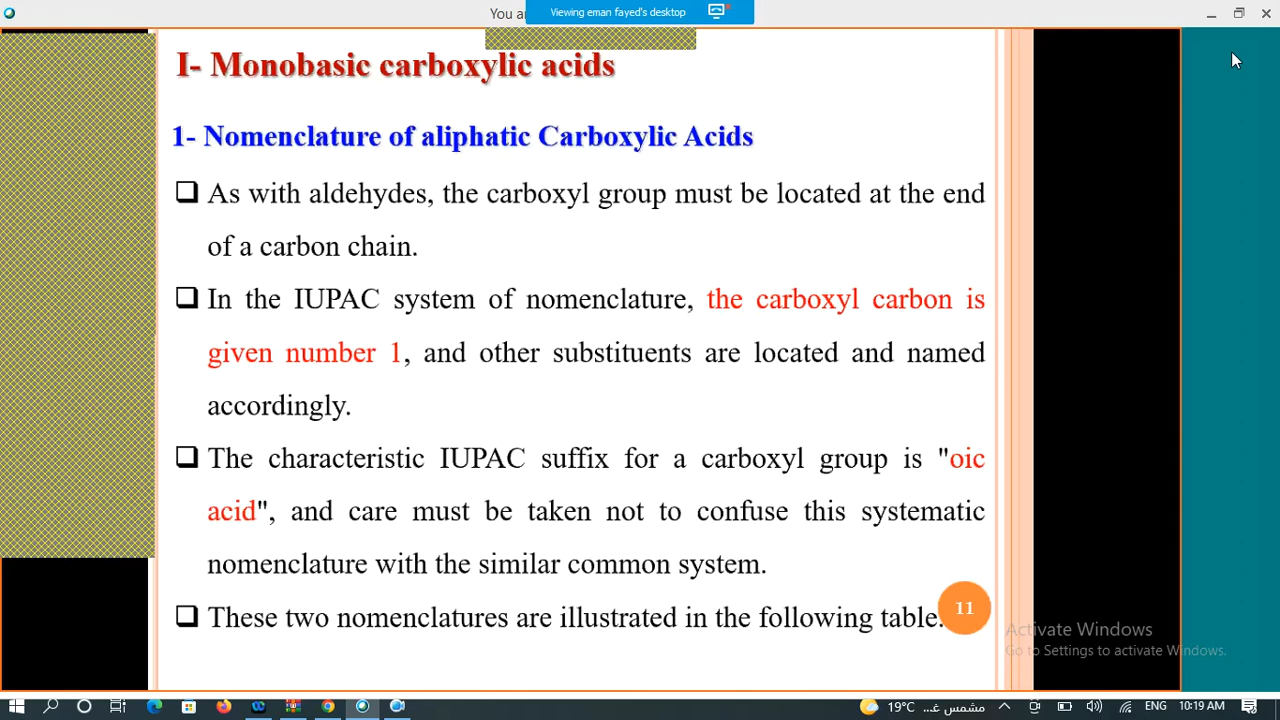 You ar
Viewing eman fayed's desktop
I- Monobasic carboxylic acids
1- Nomenclature of aliphatic Carboxylic Acids
As with aldehydes, the carboxyl group must be located at the end
of a carbon chain.
In the IUPAC system of nomenclature, the carboxyl carbon is
given number 1, and other substituents are located and named
accordingly.
The characteristic IUPAC suffix for a carboxyl group is "oic
acid", and care must be taken not to confuse this systematic
nomenclature with the similar common system.
These two nomenclatures are illustrated in the following table.
11
Activate Windows
Go to Settings to activate Windows.
19°C مشمس غـ...
ENG
10:19 AM